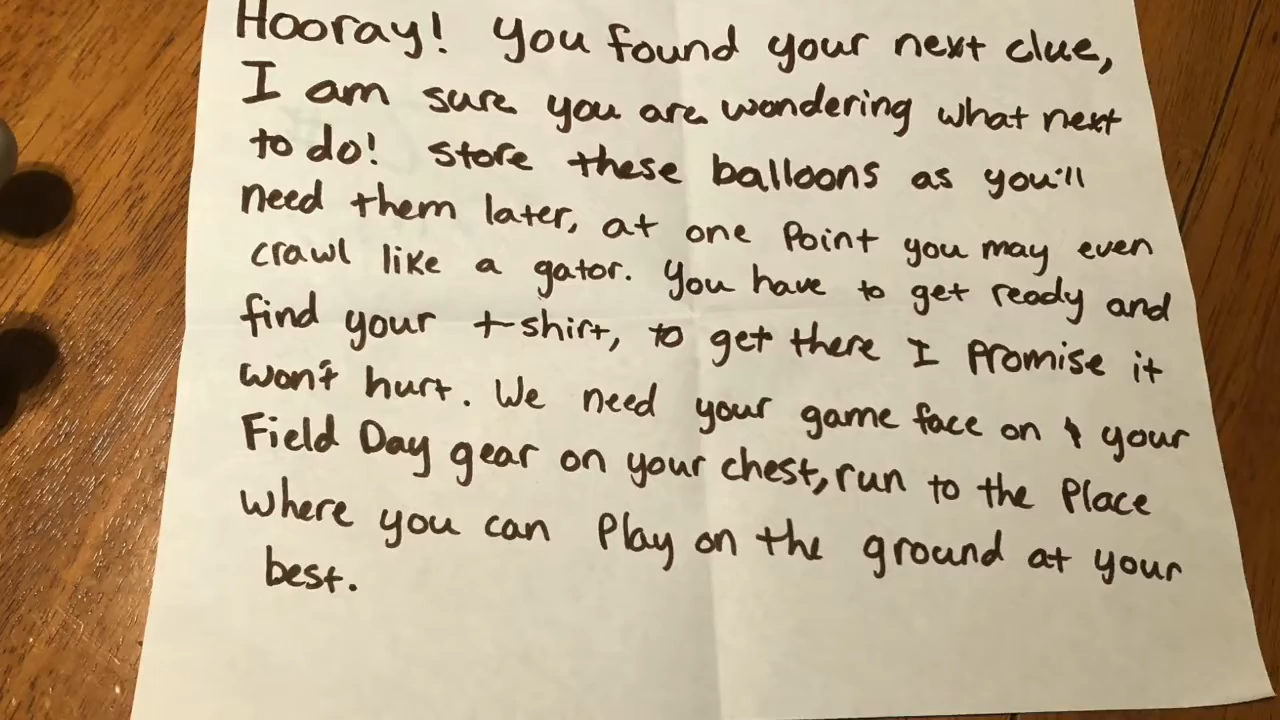 Hooray! You found your next clue,
I am sure you are wondering what next
to do! store these balloons as you'll
need them later, at one Point you may even
crawl like a gator. You have to get ready and
find your t-shirt, to get there I Promise it
won't hurt. We need your game face on & your
Field Day gear on your chest, run to the Place
where you can Play on the ground at your
best.